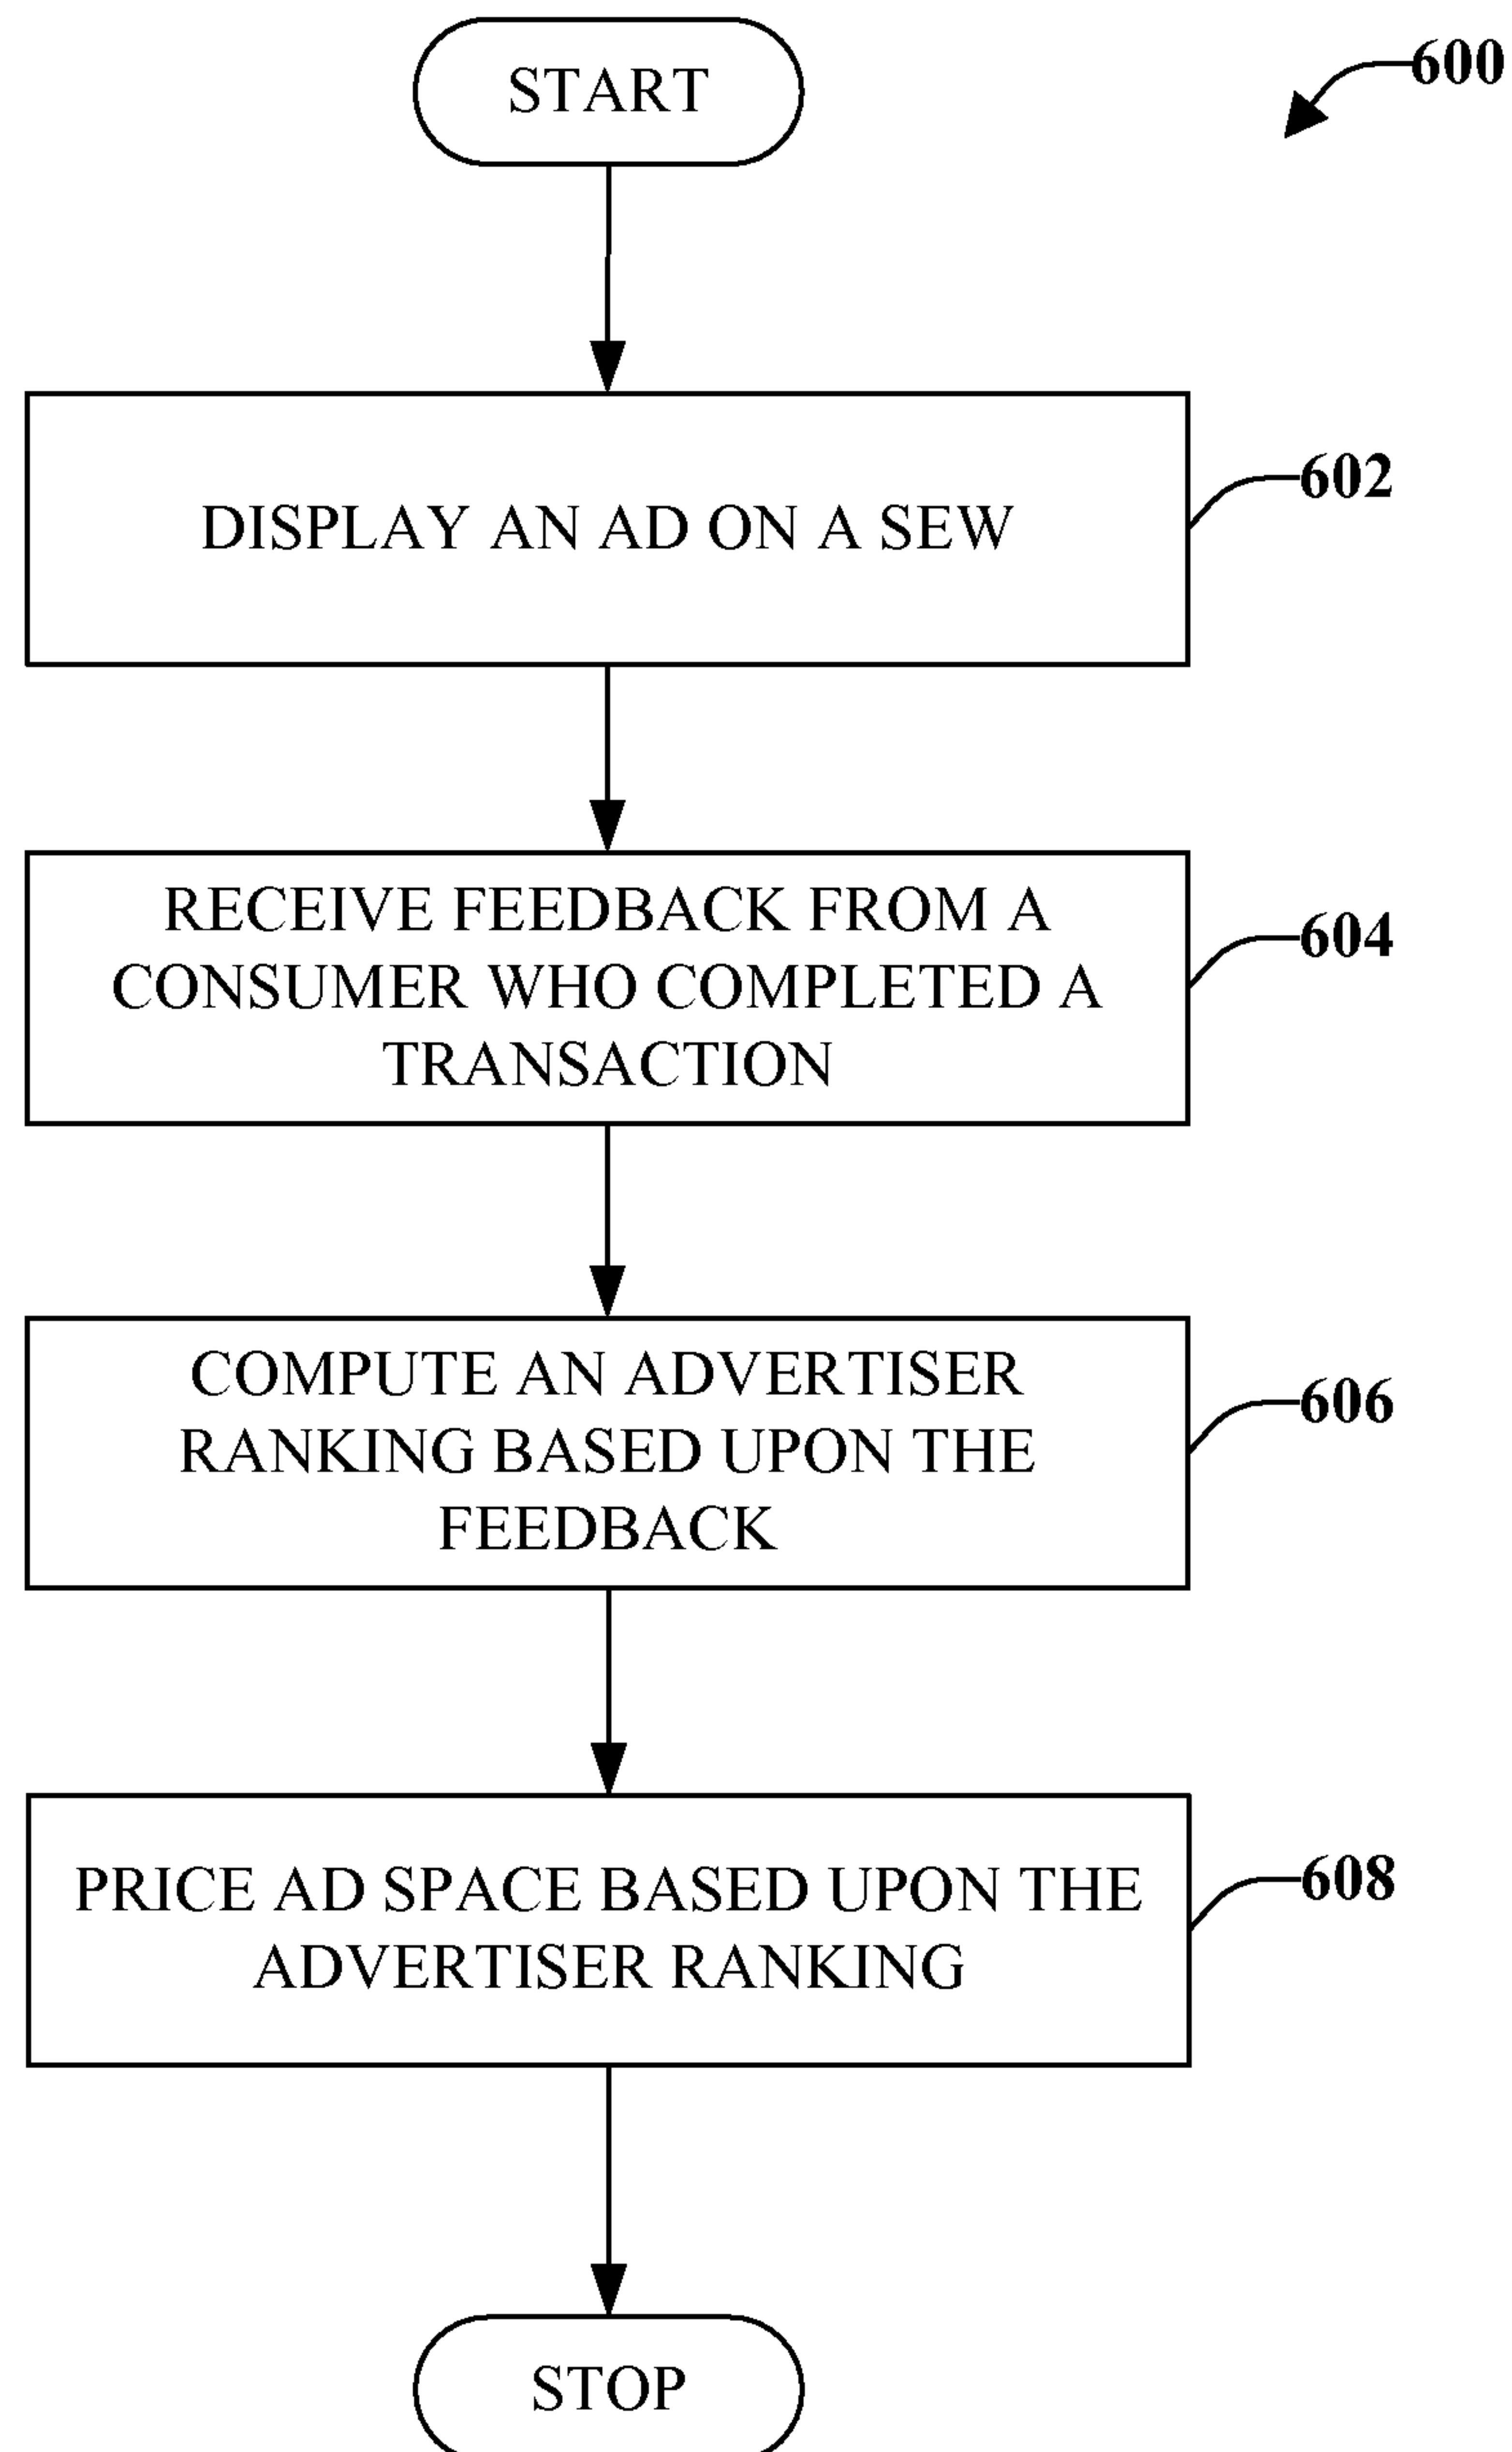 START
600
DISPLAY AN AD ON A SEW
602
RECEIVE FEEDBACK FROM A
CONSUMER WHO COMPLETED A
TRANSACTION
604
COMPUTE AN ADVERTISER
RANKING BASED UPON THE
FEEDBACK
606
PRICE AD SPACE BASED UPON THE
ADVERTISER RANKING
608
STOP